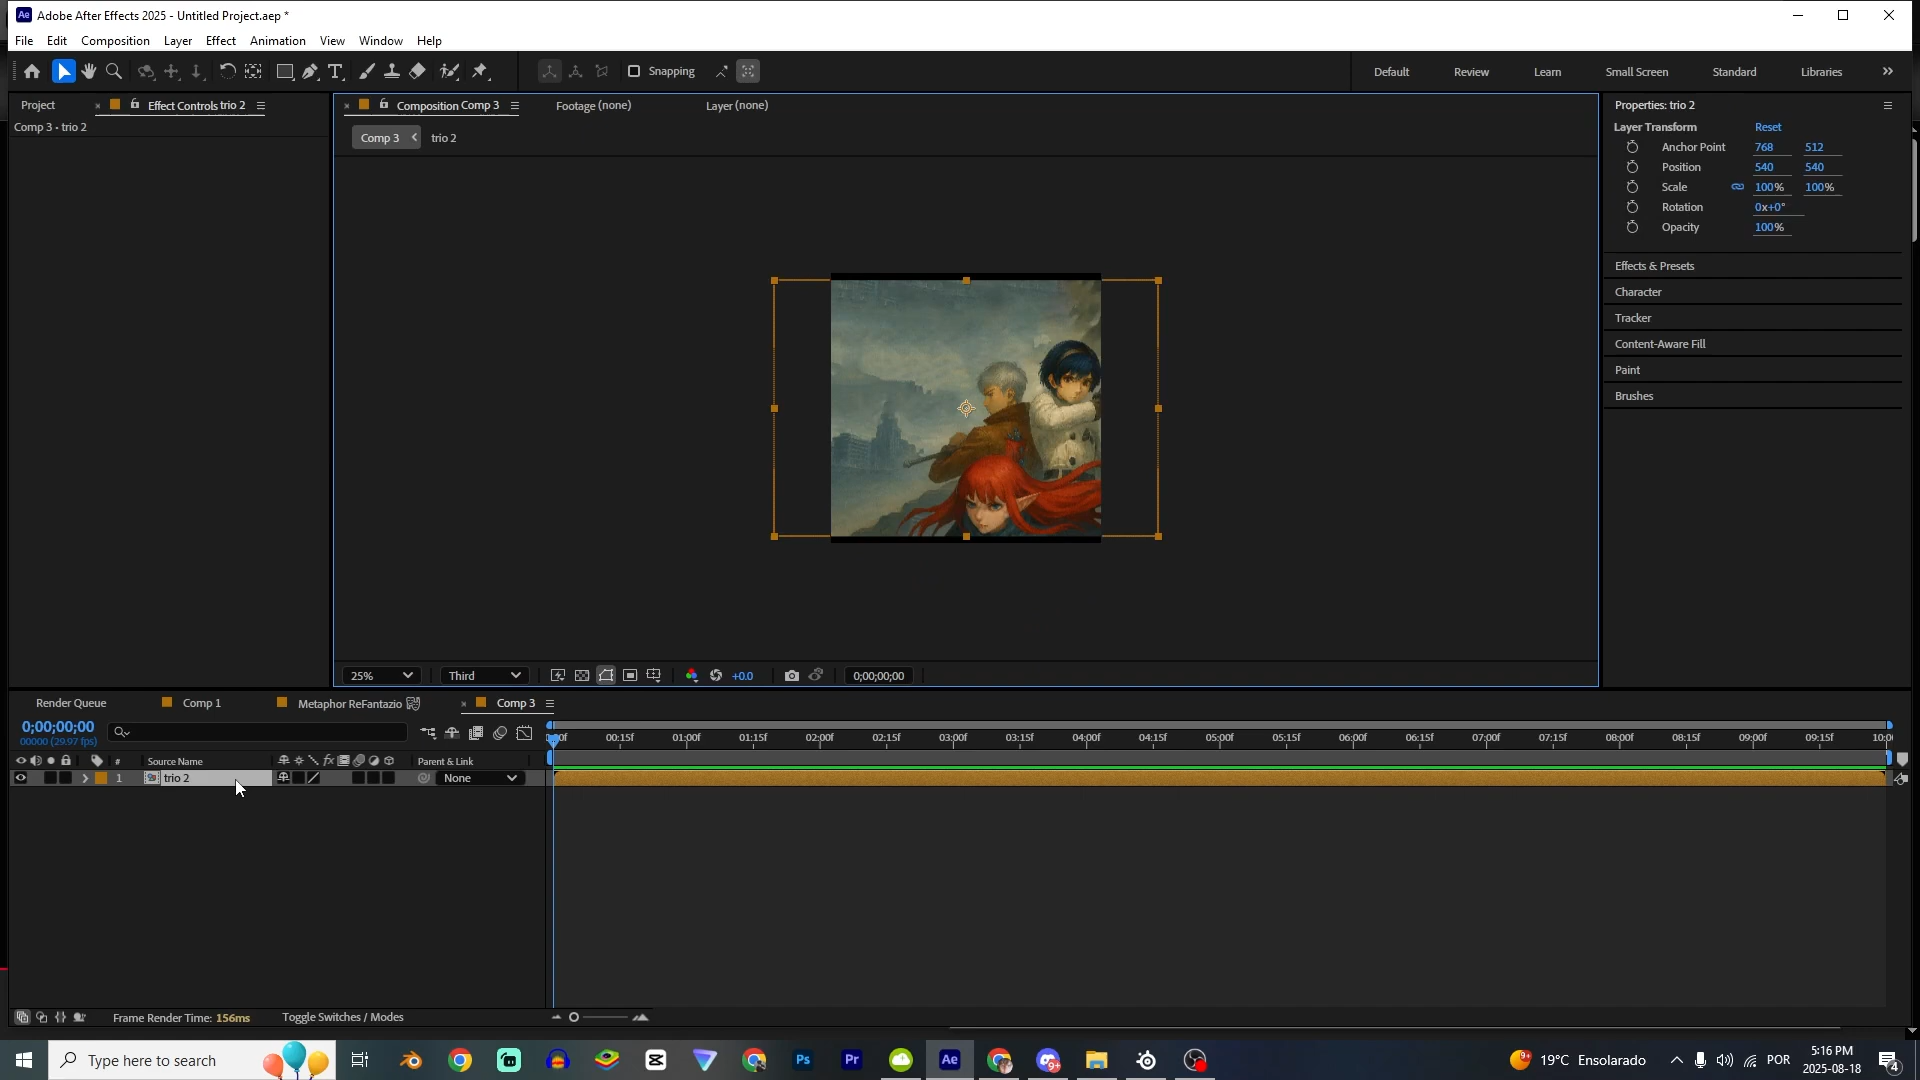 Adobe After Effects 2025 - Untitled Project.aep *
File Edit Composition Layer Effect Animation View Window Help
Snapping
Default Review Learn Small Screen Standard Libraries
Project Effect Controls trio 2
Comp 3 • trio 2
Composition Comp 3 Footage (none) Layer (none)
Comp 3 trio 2
Properties: trio 2
Layer Transform Reset
Anchor Point 768 512
Position 540 540
Scale 100% 100%
Rotation 0x+0°
Opacity 100%
Effects & Presets
Character
Tracker
Content-Aware Fill
Paint
Brushes
25% Third +0.0 0;00;00;00
Render Queue Comp 1 Metaphor ReFantazio Comp 3
0;00;00;00
00000 (29.97 fps)
00:15f 01:00f 01:15f 02:00f 02:15f 03:00f 03:15f 04:00f 04:15f 05:00f 05:15f 06:00f 06:15f 07:00f 07:15f 08:00f 08:15f 09:00f 09:15f
# Source Name fx Parent & Link
1 trio 2 None
Frame Render Time: 156ms Toggle Switches / Modes
Type here to search Ps Pr Ae 9+ 9+ 19°C Ensolarado POR 5:16 PM
2025-08-18 4